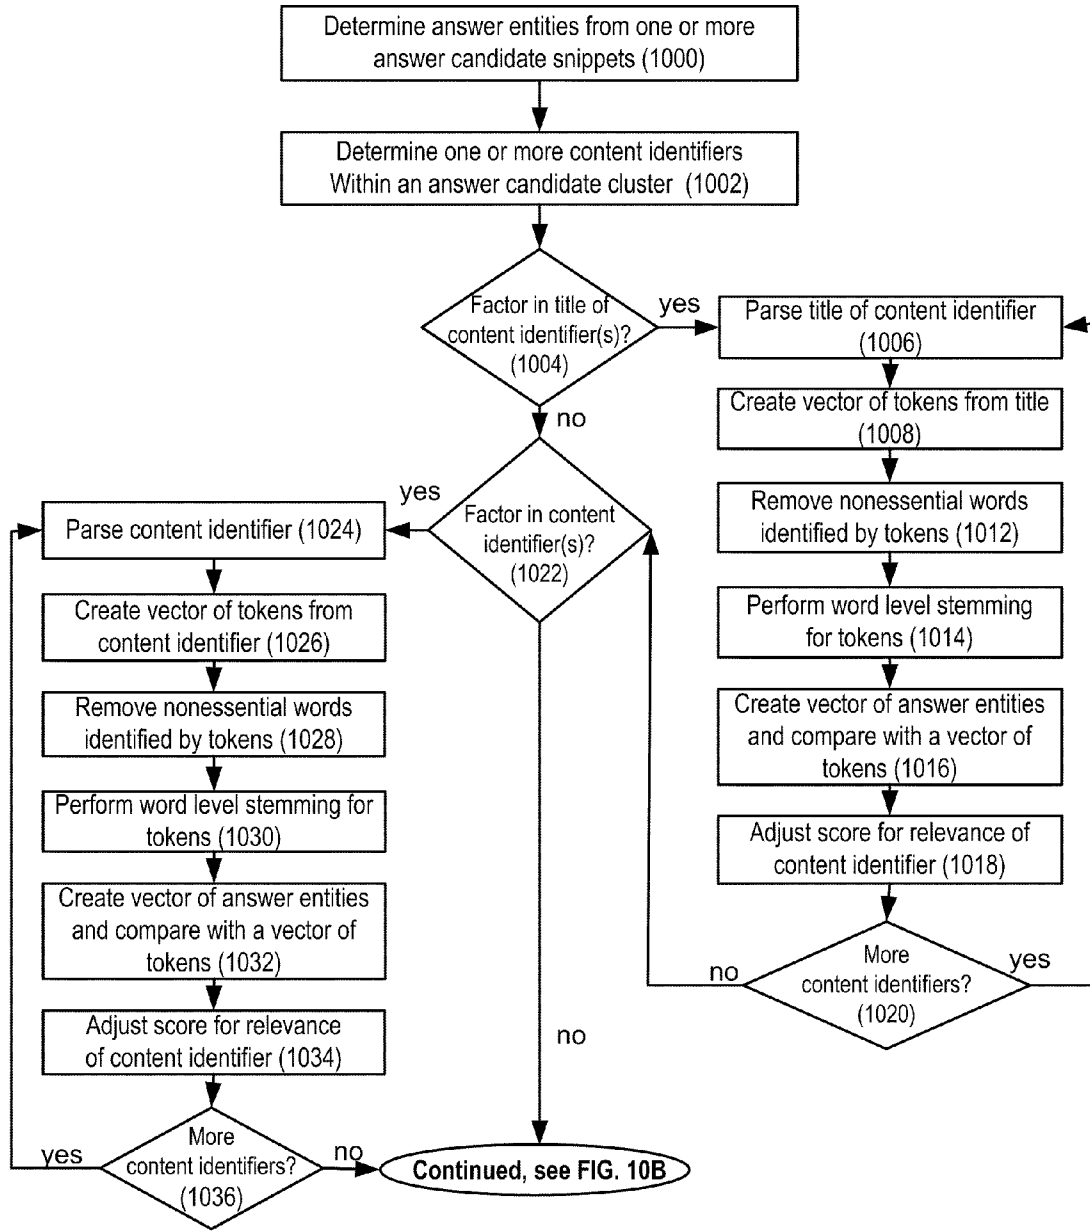 Determine answer entities from one or more
answer candidate snippets (1000)
Determine one or more content identifiers
Within an answer candidate cluster (1002)
Factor in title of
content identifier(s)?
(1004)
yes
no
Parse title of content identifier
(1006)
Create vector of tokens from title
(1008)
Remove nonessential words
identified by tokens (1012)
Perform word level stemming
for tokens (1014)
Create vector of answer entities
and compare with a vector of
tokens (1016)
Adjust score for relevance of
content identifier (1018)
More
content identifiers?
(1020)
yes
no
Factor in content
identifier(s)?
(1022)
yes
no
Parse content identifier (1024)
Create vector of tokens from
content identifier (1026)
Remove nonessential words
identified by tokens (1028)
Perform word level stemming for
tokens (1030)
Create vector of answer entities
and compare with a vector of
tokens (1032)
Adjust score for relevance
of content identifier (1034)
More
content identifiers?
(1036)
yes
no
Continued, see FIG. 10B